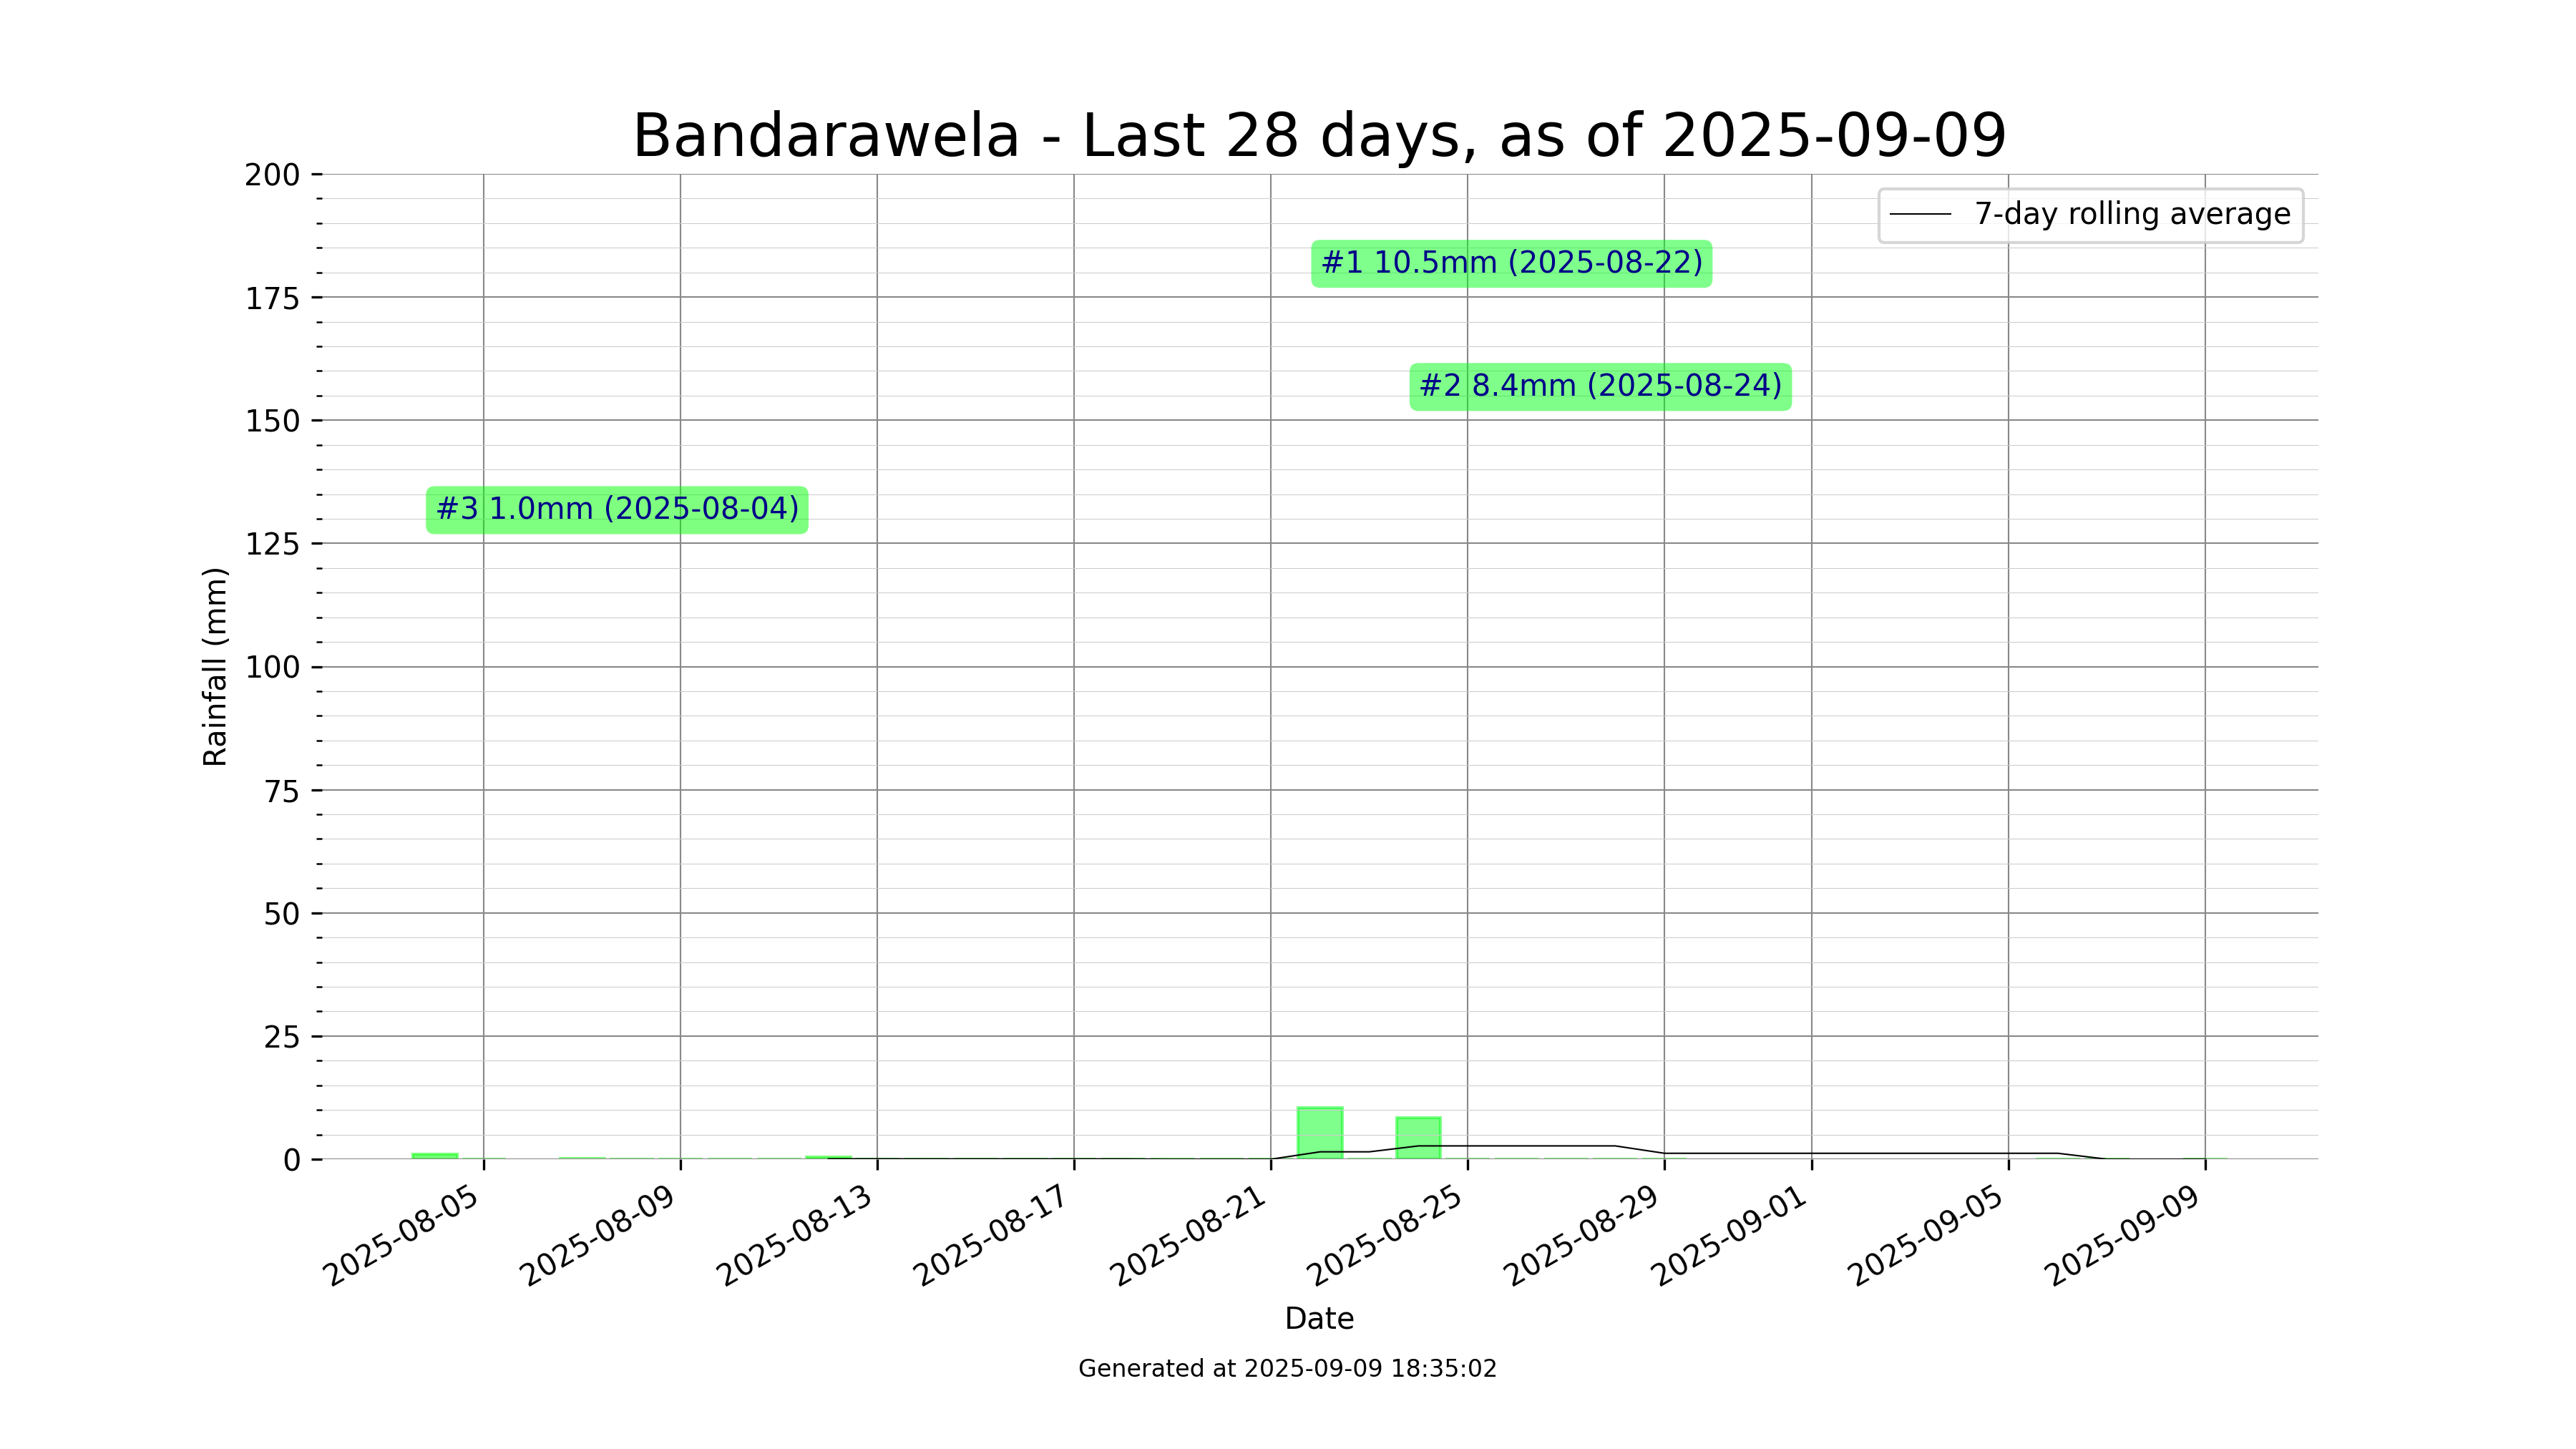 Bandarawela - Last 28 days, as of 2025-09-09
7-day rolling average
#1 10.5mm (2025-08-22)
#2 8.4mm (2025-08-24)
#3 1.0mm (2025-08-04)
Rainfall (mm)
200
175
150
125
100
75
50
25
0
2025-08-05
2025-08-09
2025-08-13
2025-08-17
2025-08-21
2025-08-25
2025-08-29
2025-09-01
2025-09-05
2025-09-09
Date
Generated at 2025-09-09 18:35:02